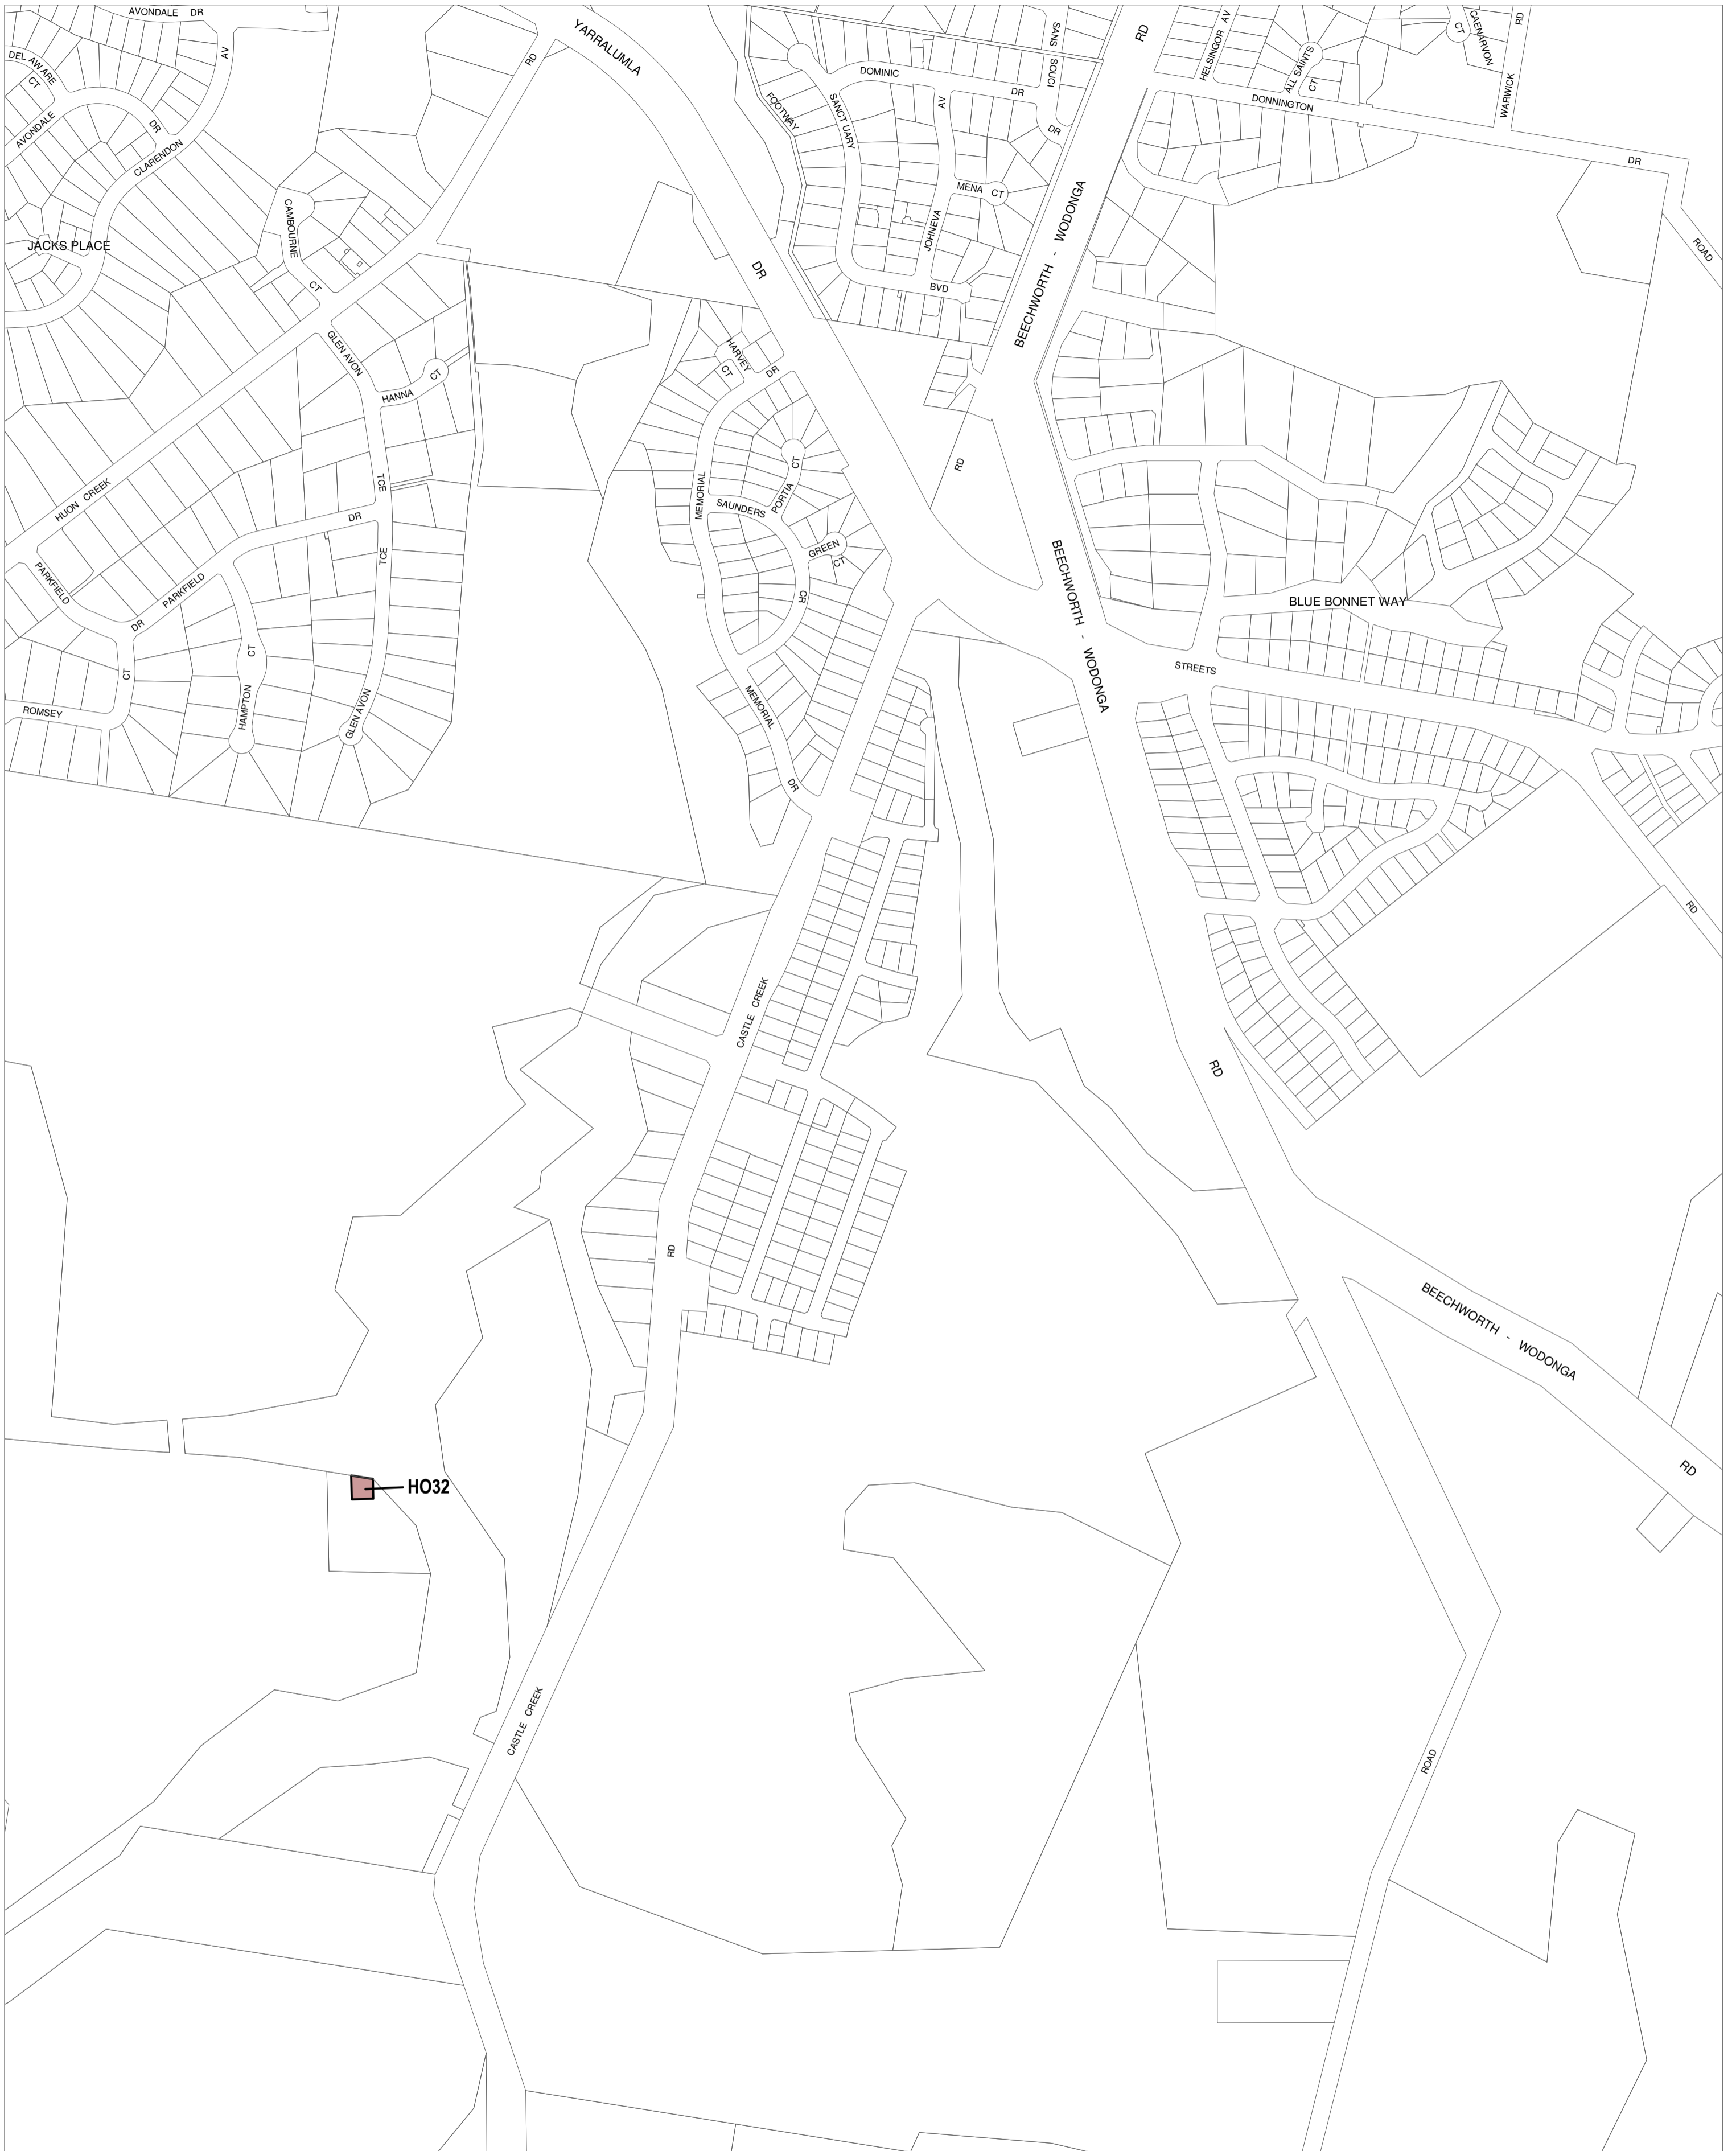 AVONDALE DR
AV
DEL AWARE
CT
AVONDALE
DR
CLARENDON
JACKS PLACE
CAMBOURNE
CT
RD
YARRALUMLA
DR
FOOTWAY
SANCT UARY
DOMINIC
DR
AV
SANS SOUCI
DR
MENA CT
JOHNEVA
BVD
RD
BEECHWORTH - WODONGA
HELSINGOR AV
ALL SAINTS
CT
CAENARVON
CT
RD
WARWICK
DONNINGTON
DR
ROAD
GLEN AVON
HANNA
CT
HUON CREEK
TCE
DR
TCE
PARKFIELD
PARKFIELD
DR
CT
CT
HAMPTON
GLEN AVON
ROMSEY
HARVEY
CT
DR
MEMORIAL
CT
PORTIA
SAUNDERS
GREEN
CT
CR
MEMORIAL
DR
RD
BEECHWORTH - WODONGA
BLUE BONNET WAY
STREETS
RD
CASTLE CREEK
RD
RD
BEECHWORTH - WODONGA
RD
HO32
CASTLE CREEK
ROAD